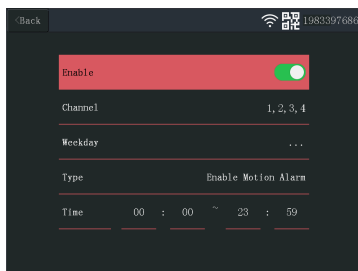 <Back 1983397686
Enable
Channel 1, 2, 3, 4
Weekday ...
Type Enable Motion Alarm
Time 00 : 00 ~ 23 : 59